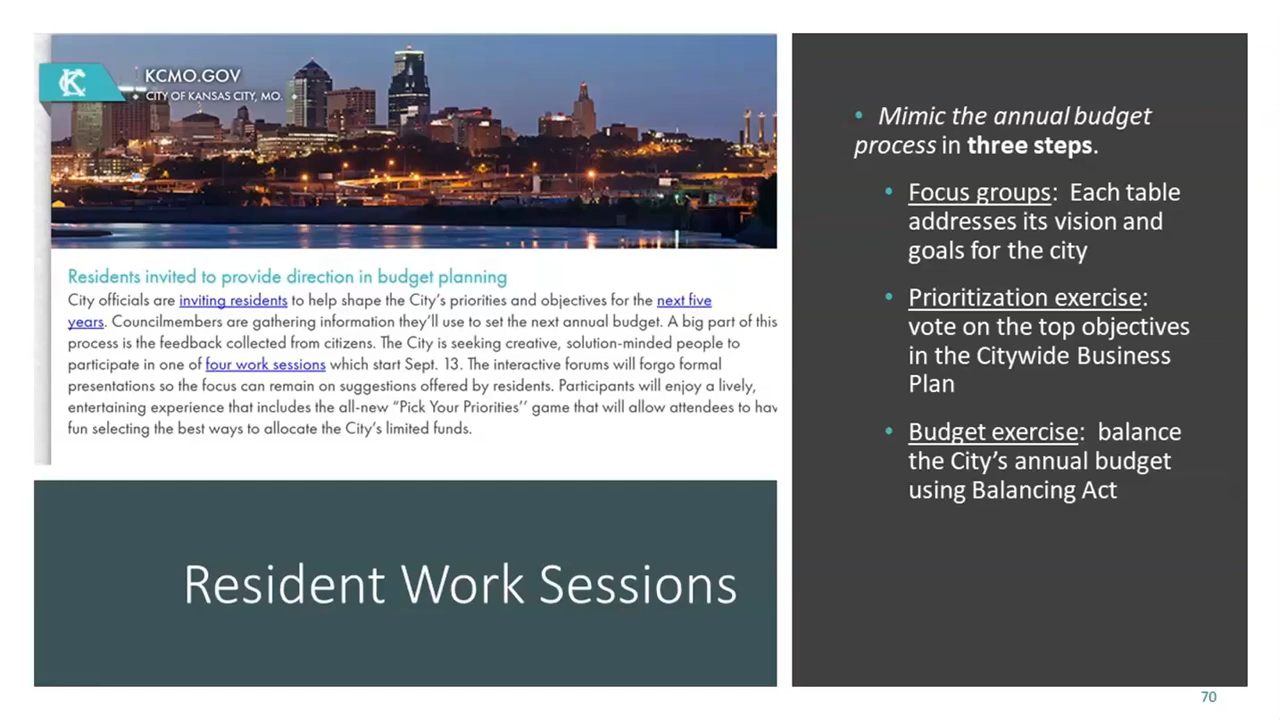 KCMO.GOV
CITY OF KANSAS CITY, MO.
Residents invited to provide direction in budget planning
City officials are inviting residents to help shape the City's priorities and objectives for the next five
years. Councilmembers are gathering information they'll use to set the next annual budget. A big part of this
process is the feedback collected from citizens. The City is seeking creative, solution-minded people to
participate in one of four work sessions which start Sept. 13. The interactive forums will forgo formal
presentations so the focus can remain on suggestions offered by residents. Participants will enjoy a lively,
entertaining experience that includes the all-new “Pick Your Priorities’’ game that will allow attendees to hav
fun selecting the best ways to allocate the City's limited funds.
Resident Work Sessions
• Mimic the annual budget
process in three steps.
• Focus groups: Each table
addresses its vision and
goals for the city
• Prioritization exercise:
vote on the top objectives
in the Citywide Business
Plan
• Budget exercise: balance
the City's annual budget
using Balancing Act
70